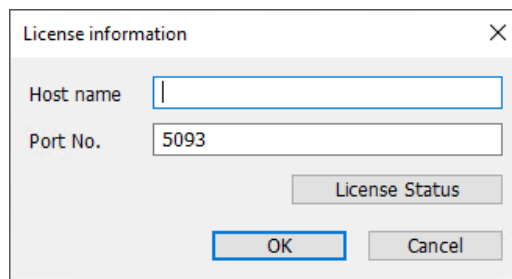 License information
Host name
Port No. 5093
License Status
OK Cancel